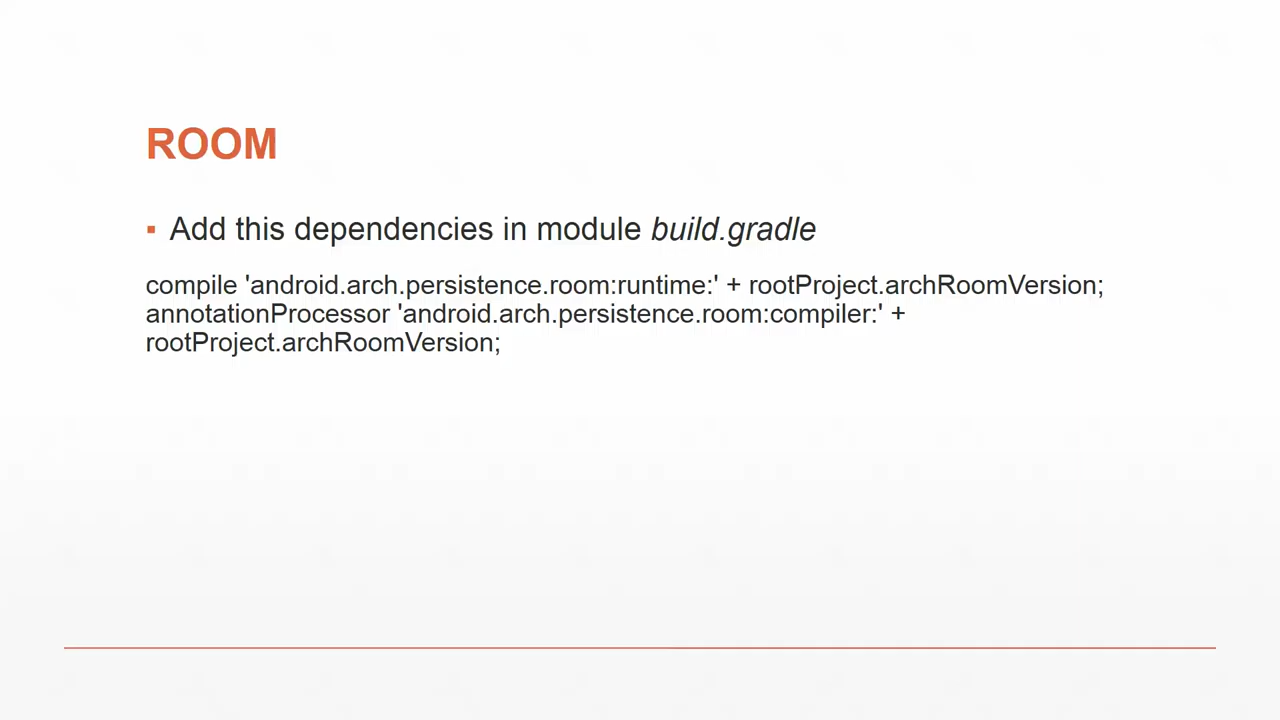 ROOM
▪ Add this dependencies in module build.gradle
compile 'android.arch.persistence.room:runtime:' + rootProject.archRoomVersion;
annotationProcessor 'android.arch.persistence.room:compiler:' +
rootProject.archRoomVersion;